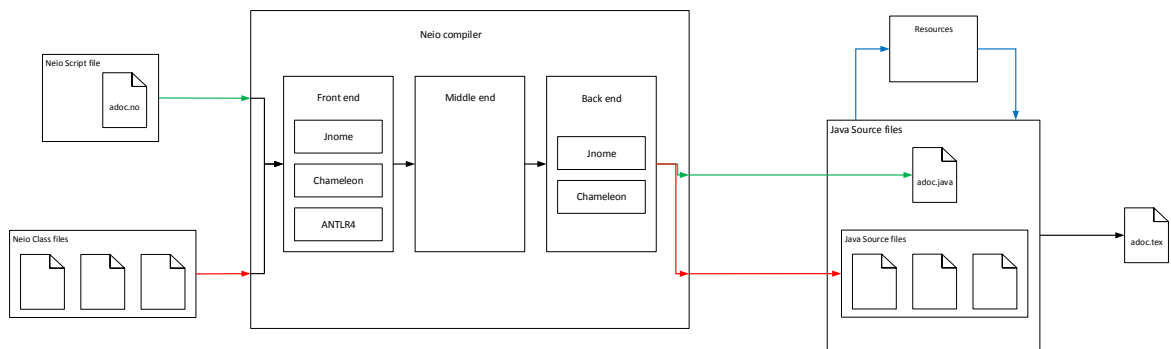 Neio Script file
adoc.no
Neio Class files
Neio compiler
Front end
Jnome
Chameleon
ANTLR4
Middle end
Back end
Jnome
Chameleon
Resources
Java Source files
adoc.java
Java Source files
adoc.tex